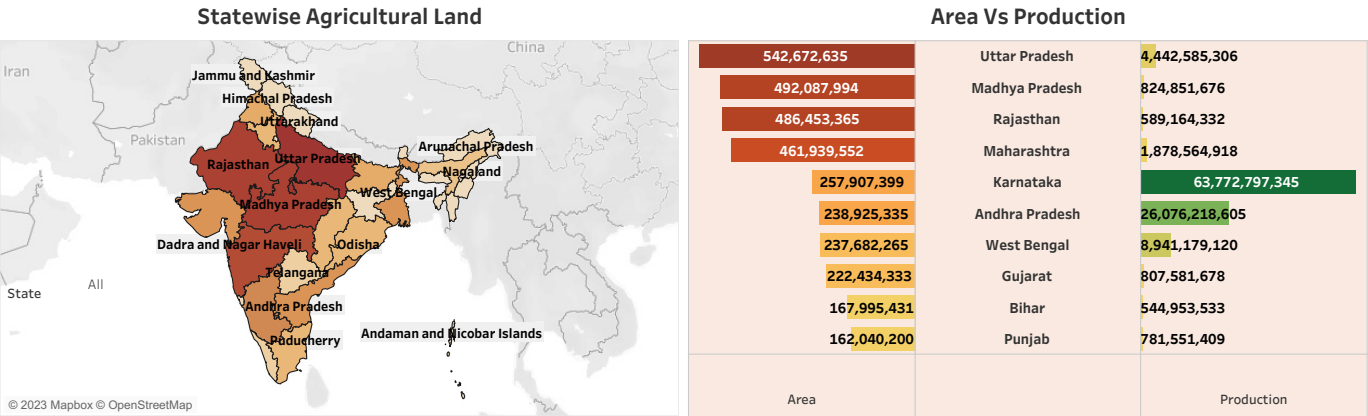 Statewise Agricultural Land
China
Iran
Jammu and Kashmir
Himachal Pradesh
Uttarakhand
Pakistan
Arunachal Pradesh
Rajasthan
Uttar Pradesh
Nagaland
West Bengal
Madhya Pradesh
Dadra and Nagar Haveli
Odisha
Telangana
All
State
Andhra Pradesh
Andaman and Nicobar Islands
Puducherry
© 2023 Mapbox © OpenStreetMap
Area Vs Production
542,672,635 Uttar Pradesh 4,442,585,306
492,087,994 Madhya Pradesh 824,851,676
486,453,365 Rajasthan 589,164,332
461,939,552 Maharashtra 1,878,564,918
257,907,399 Karnataka 63,772,797,345
238,925,335 Andhra Pradesh 26,076,218,605
237,682,265 West Bengal 8,941,179,120
222,434,333 Gujarat 807,581,678
167,995,431 Bihar 544,953,533
162,040,200 Punjab 781,551,409
Area Production